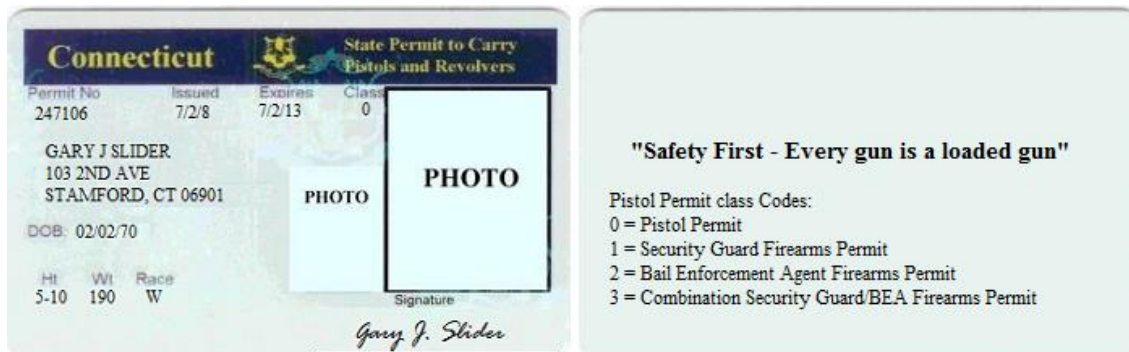 Connecticut
State Permit to Carry
Pistols and Revolvers
Permit No Issued Expires Class
247106 7/2/8 7/2/13 0
GARY J SLIDER
103 2ND AVE
STAMFORD, CT 06901
DOB: 02/02/70
Ht Wt Race
5-10 190 W
PHOTO
PHOTO
Signature
Gary J. Slider
"Safety First - Every gun is a loaded gun"
Pistol Permit class Codes:
0 = Pistol Permit
1 = Security Guard Firearms Permit
2 = Bail Enforcement Agent Firearms Permit
3 = Combination Security Guard/BEA Firearms Permit